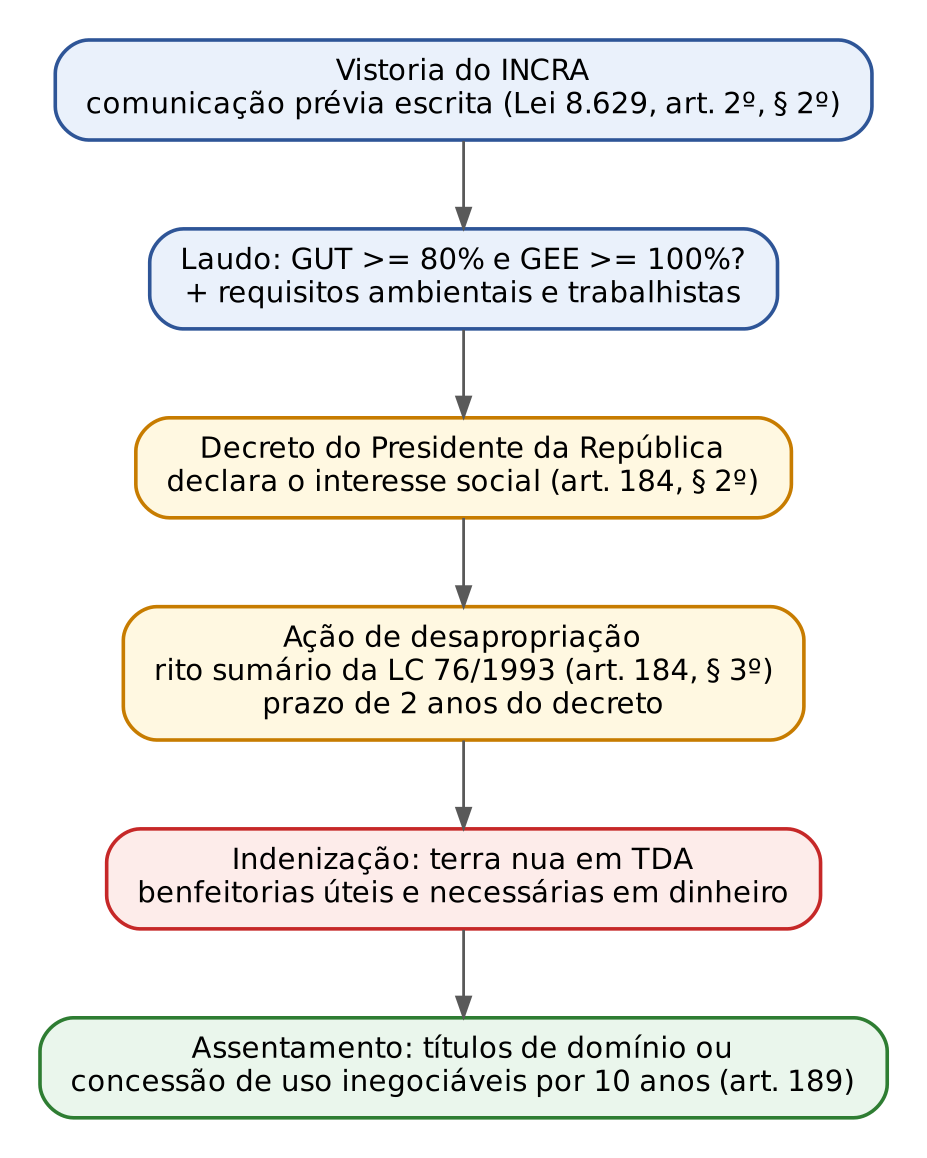 Vistoria do INCRA
comunicação prévia escrita (Lei 8.629, art. 2º, § 2º)
Laudo: GUT >= 80% e GEE >= 100%?
+ requisitos ambientais e trabalhistas
Decreto do Presidente da República
declara o interesse social (art. 184, § 2º)
Ação de desapropriação
rito sumário da LC 76/1993 (art. 184, § 3º)
prazo de 2 anos do decreto
Indenização: terra nua em TDA
benfeitorias úteis e necessárias em dinheiro
Assentamento: títulos de domínio ou
concessão de uso inegociáveis por 10 anos (art. 189)